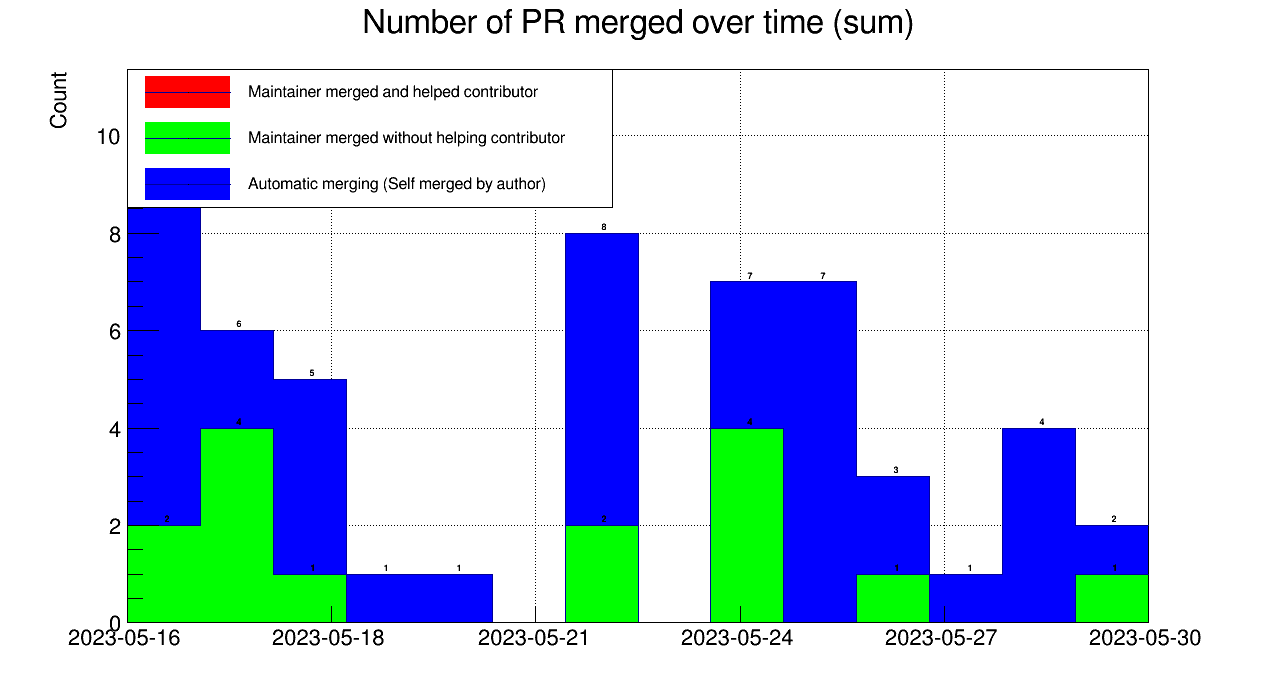 Number of PR merged over time (sum)
Count
Maintainer merged and helped contributor
Maintainer merged without helping contributor
Automatic merging (Self merged by author)
10
8
6
4
2
0
8
7 7
6
5
4 4 4
3
2 2 2
1 1 1 1 1 1
2023-05-16 2023-05-18 2023-05-21 2023-05-24 2023-05-27 2023-05-30